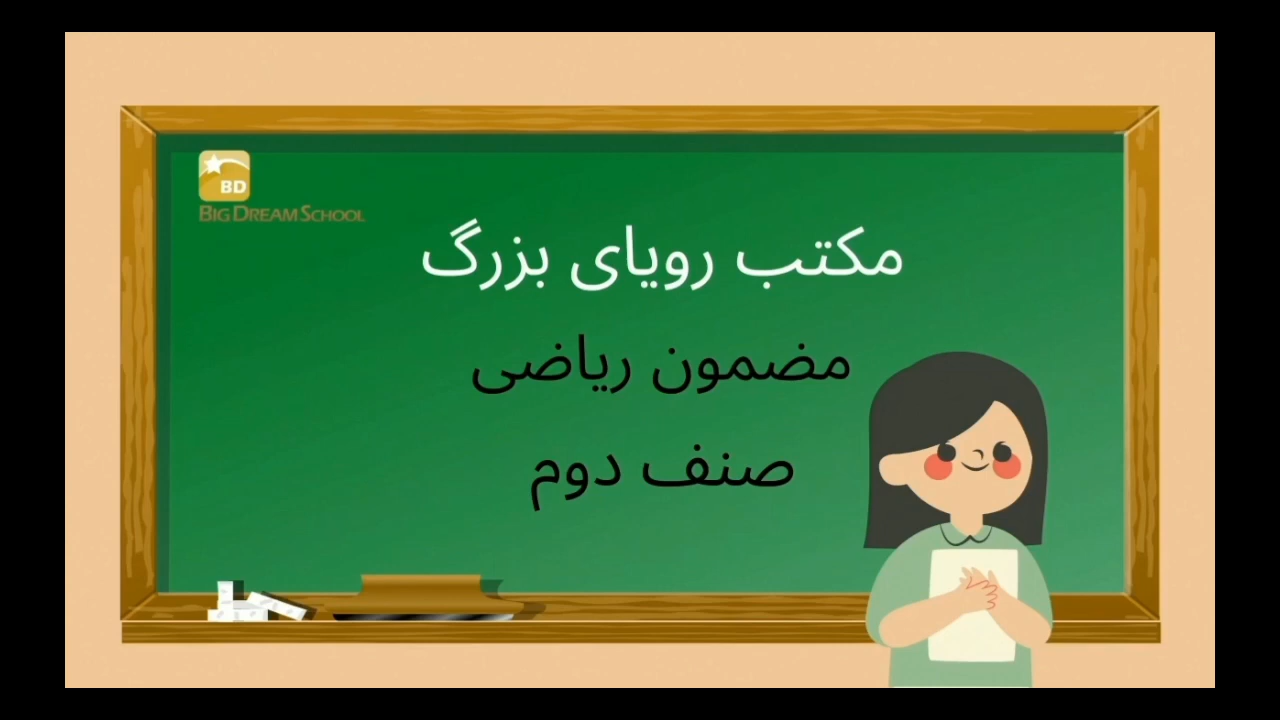 BD
BIG DREAM SCHOOL
مکتب رویای بزرگ
مضمون ریاضی
صنف دوم